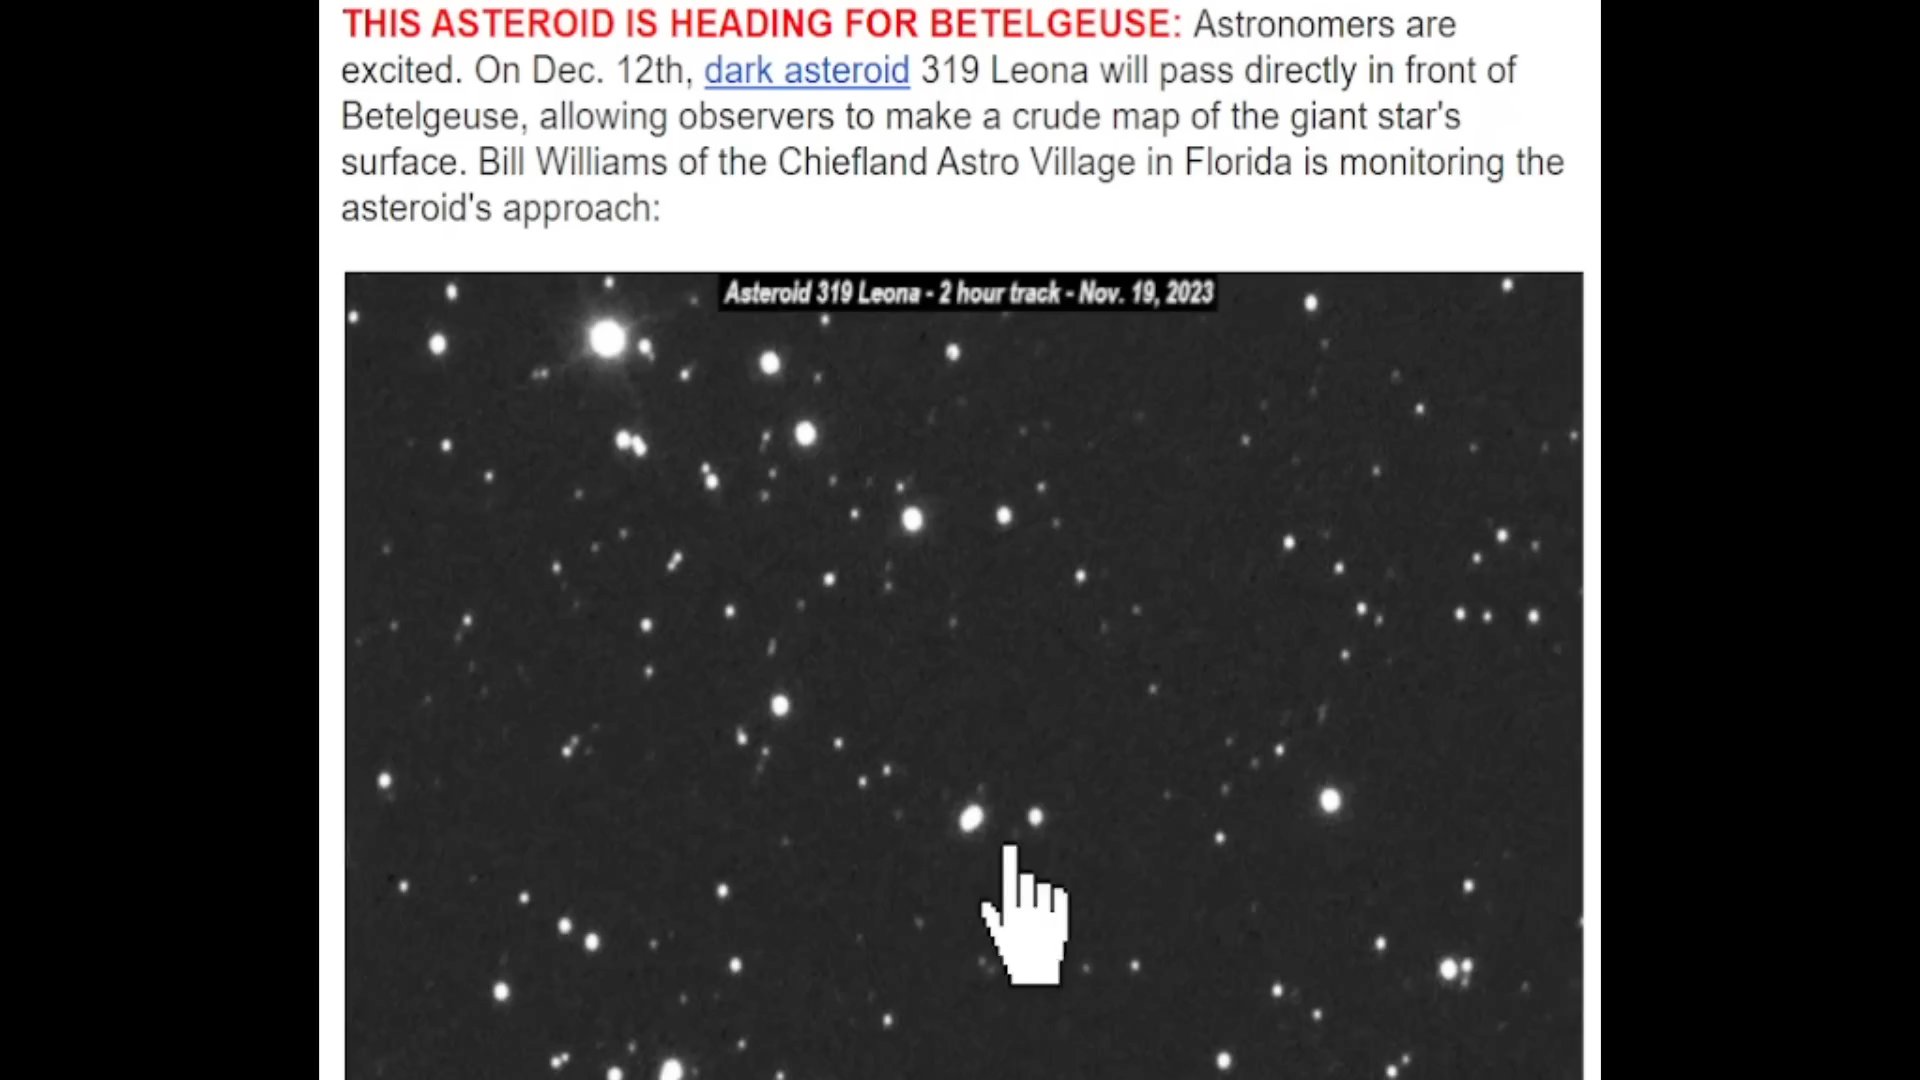 THIS ASTEROID IS HEADING FOR BETELGEUSE: Astronomers are
excited. On Dec. 12th, dark asteroid 319 Leona will pass directly in front of
Betelgeuse, allowing observers to make a crude map of the giant star's
surface. Bill Williams of the Chiefland Astro Village in Florida is monitoring the
asteroid's approach:
Asteroid 319 Leona - 2 hour track - Nov. 19, 2023